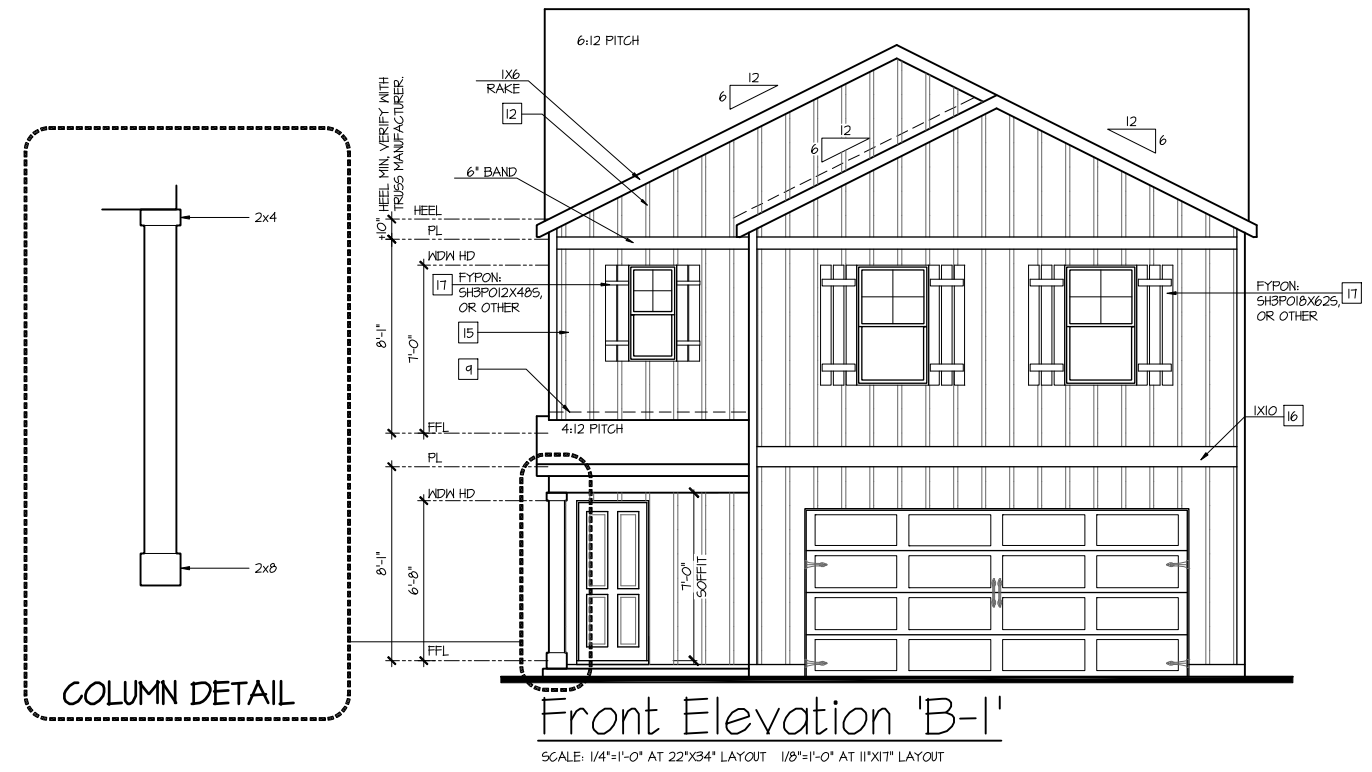 6:12 PITCH
12
6
12
6
12
6
1X6
RAKE
12
6" BAND
+10" HEEL MIN, VERIFY WITH
TRUSS MANUFACTURER.
HEEL
PL
WDW HD
17
FYPON:
SH3PO12X48S,
OR OTHER
15
9
8'-1"
7'-0"
FFL
4:12 PITCH
FYPON:
SH3PO18X62S,
OR OTHER
17
1X10
16
PL
WDW HD
8'-1"
6'-8"
7'-0"
SOFFIT
FFL
2x4
2x8
COLUMN DETAIL
Front Elevation 'B-1'
SCALE: 1/4"=1'-0" AT 22"X34" LAYOUT 1/8"=1'-0" AT 11"X17" LAYOUT